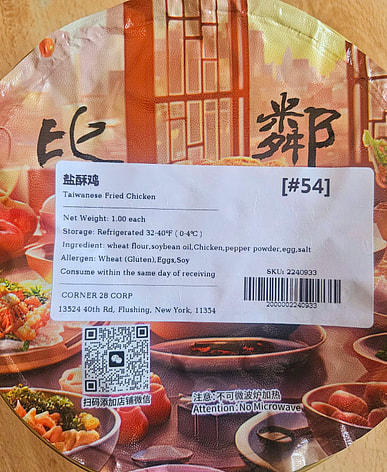 比 鄰
盐酥鸡
[#54]
Taiwanese Fried Chicken
Net Weight: 1.00 each
Storage: Refrigerated 32-40°F ( 0-4°C )
Ingredient: wheat flour,soybean oil,Chicken,pepper powder,egg,salt
Allergen: Wheat (Gluten),Eggs,Soy
Consume within the same day of receiving
SKU: 2240933
2000002240933
CORNER 28 CORP
13524 40th Rd, Flushing, New York, 11354
扫码添加店铺微信
注意:不可微波炉加热
Attention:No Microwave